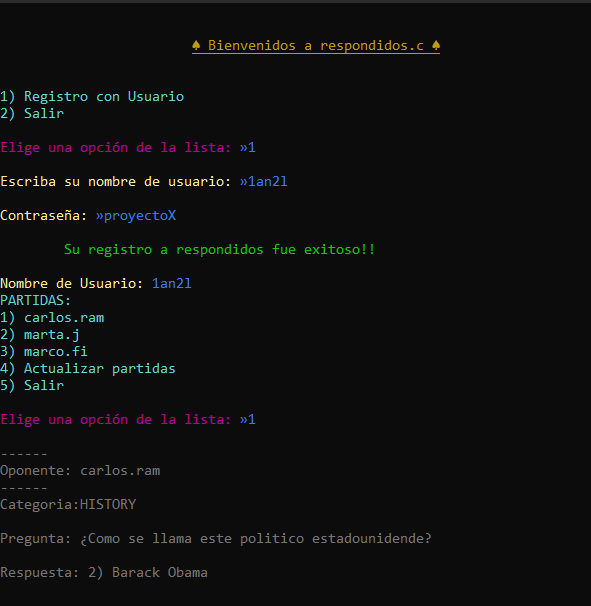 ♠ Bienvenidos a respondidos.c ♠
1) Registro con Usuario
2) Salir
Elige una opción de la lista: »1
Escriba su nombre de usuario: »1an2l
Contraseña: »proyectoX
Su registro a respondidos fue exitoso!!
Nombre de Usuario: 1an2l
PARTIDAS:
1) carlos.ram
2) marta.j
3) marco.fi
4) Actualizar partidas
5) Salir
Elige una opción de la lista: »1
------
Oponente: carlos.ram
------
Categoria:HISTORY
Pregunta: ¿Como se llama este politico estadounidende?
Respuesta: 2) Barack Obama